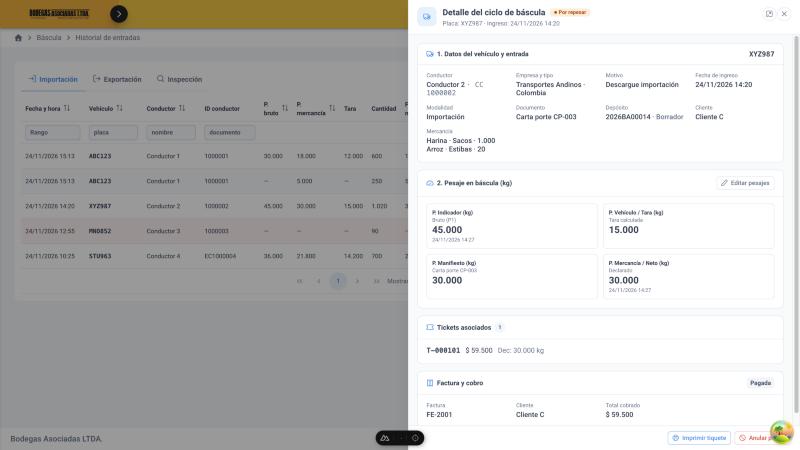 BODEGAS ASOCIADAS LTDA.
Báscula
Historial de entradas
Importación
Exportación
Inspección
Fecha y hora
Vehículo
Conductor
ID conductor
P. bruto
P. mercancía
Tara
Cantidad
Rango
placa
nombre
documento
24/11/2026 15:13 ABC123 Conductor 1 1000001 30.000 18.000 12.000 600
24/11/2026 15:13 ABC123 Conductor 1 1000001 — 5.000 — 250
24/11/2026 14:20 XYZ987 Conductor 2 1000002 45.000 30.000 15.000 1.020
24/11/2026 12:55 MNO852 Conductor 3 1000003 — — — 90
24/11/2026 10:25 STU963 Conductor 4 EC1000004 36.000 21.800 14.200 700
1
Bodegas Asociadas LTDA.
Detalle del ciclo de báscula
Por repesar
Placa: XYZ987 · Ingreso: 24/11/2026 14:20
1. Datos del vehículo y entrada
XYZ987
Conductor
Conductor 2 · CC
1000002
Empresa y tipo
Transportes Andinos ·
Colombia
Motivo
Descargue importación
Fecha de ingreso
24/11/2026 14:20
Modalidad
Importación
Documento
Carta porte CP-003
Depósito
2026BA00014 · Borrador
Cliente
Cliente C
Mercancía
Harina · Sacos · 1.000
Arroz · Estibas · 20
2. Pesaje en báscula (kg)
Editar pesajes
P. Indicador (kg)
Bruto (P1)
45.000
24/11/2026 14:27
P. Vehículo / Tara (kg)
Tara calculada
15.000
P. Manifiesto (kg)
Carta porte CP-003
30.000
P. Mercancía / Neto (kg)
Declarado
30.000
24/11/2026 14:27
Tickets asociados
1
T-000101 $ 59.500 Dec: 30.000 kg
Factura y cobro
Pagada
Factura
FE-2001
Cliente
Cliente C
Total cobrado
$ 59.500
Imprimir tiquete
Anular